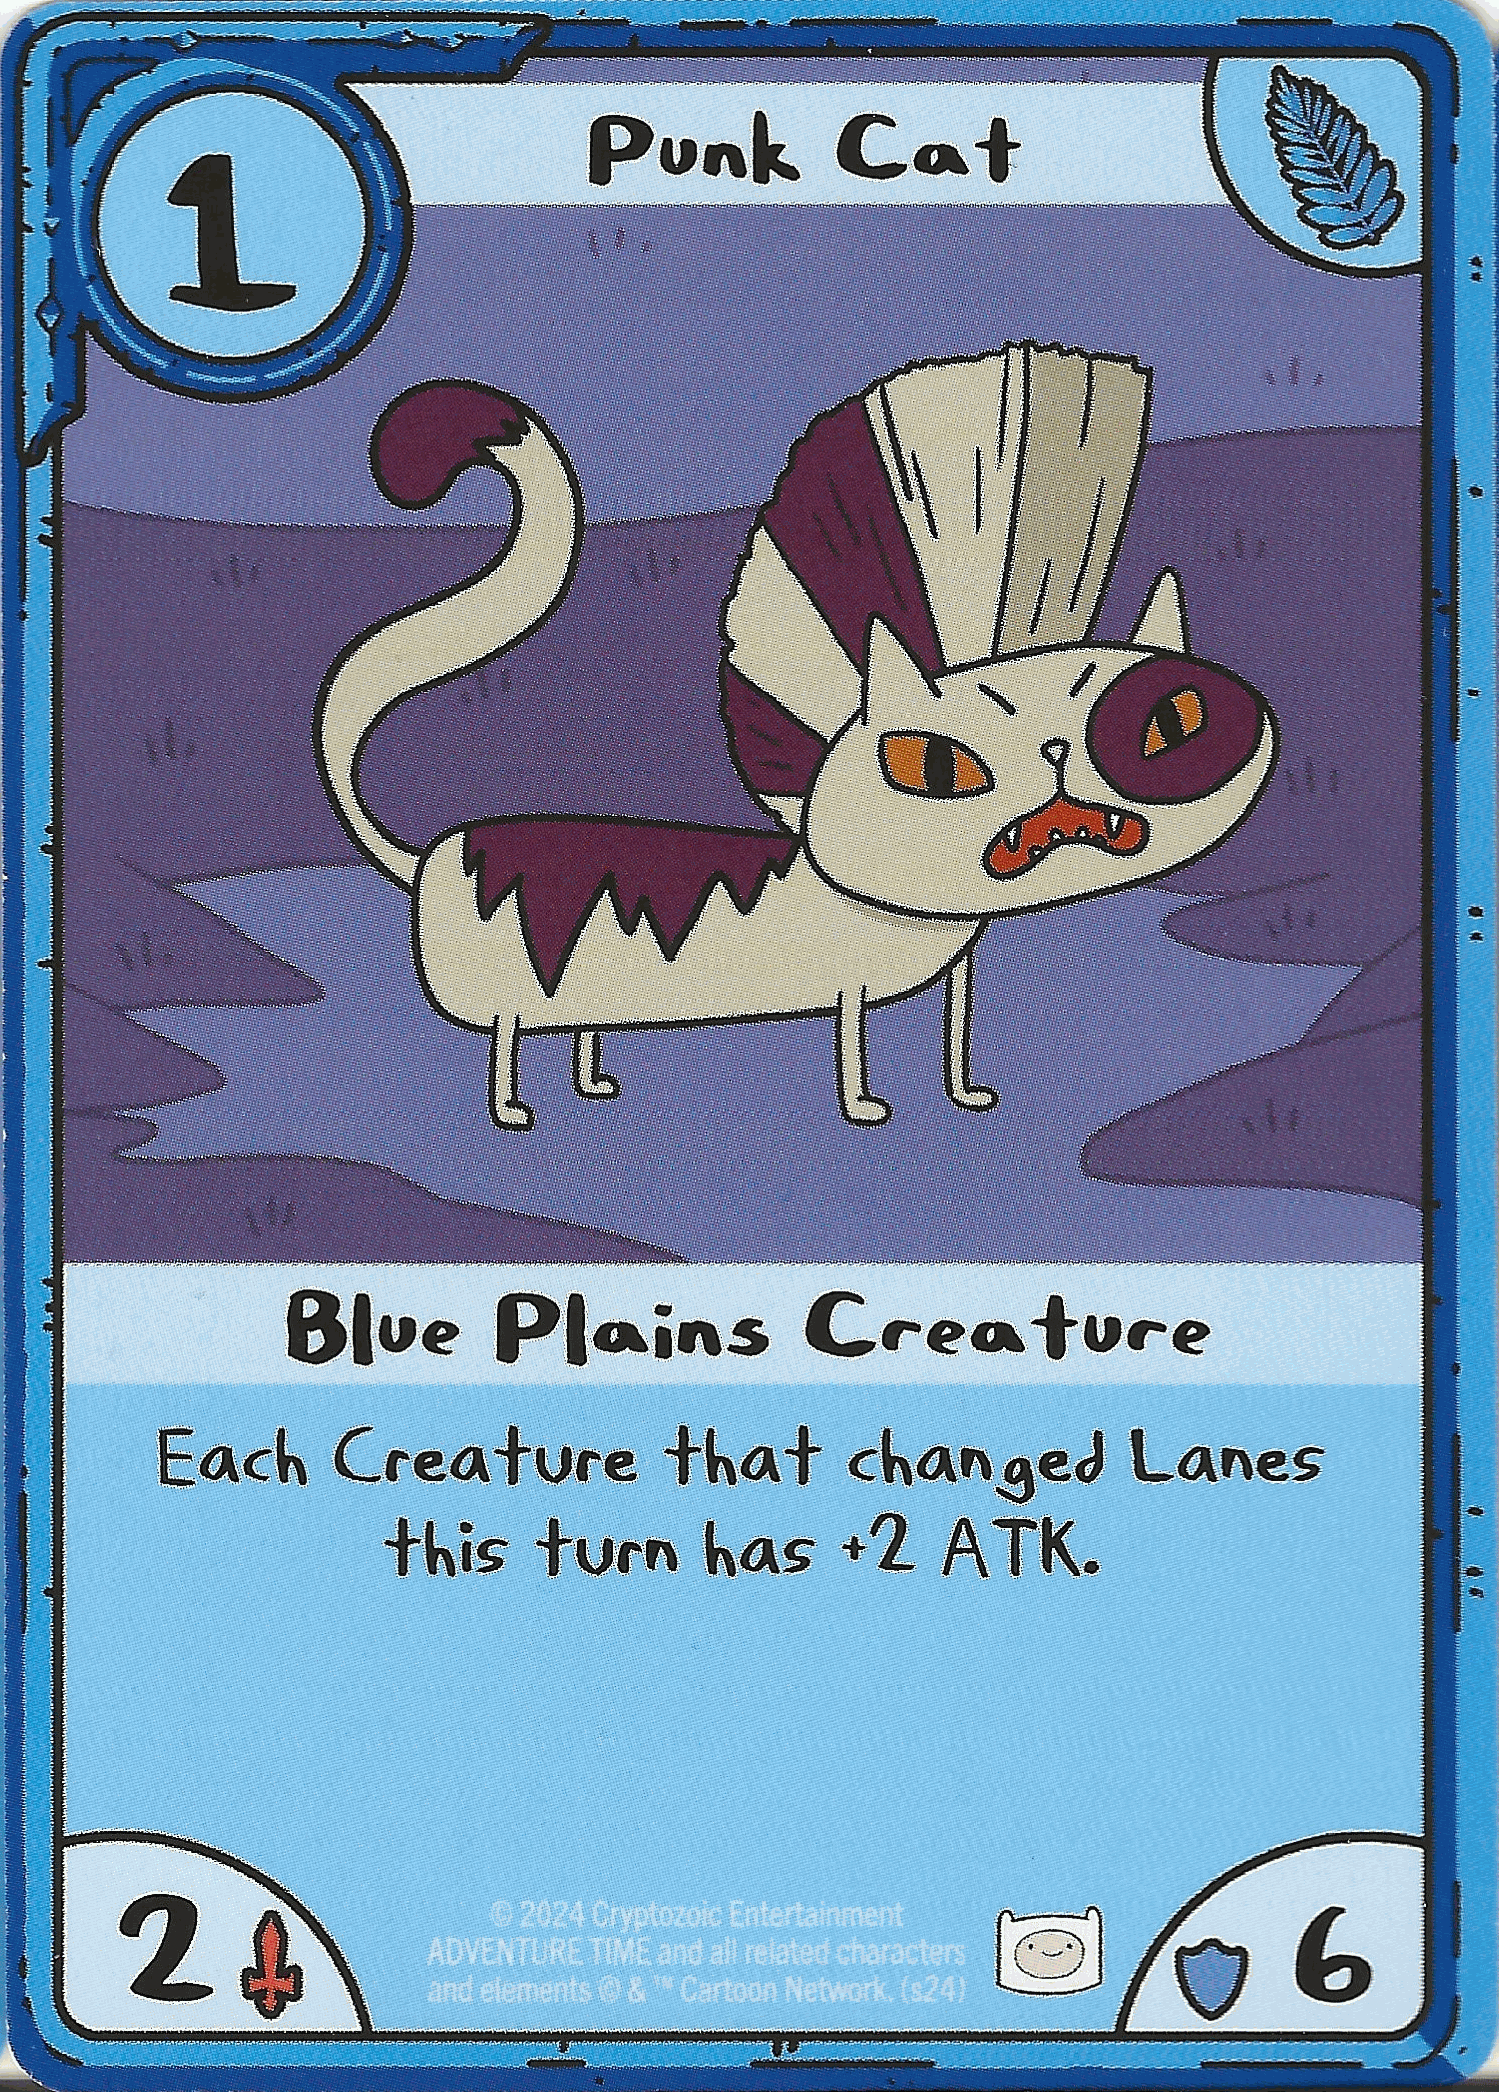 1
Punk Cat
Blue Plains Creature
Each Creature that changed Lanes
this turn has +2 ATK.
2
© 2024 Cryptozoic Entertainment
ADVENTURE TIME and all related characters
and elements © & ™ Cartoon Network. (s24)
6